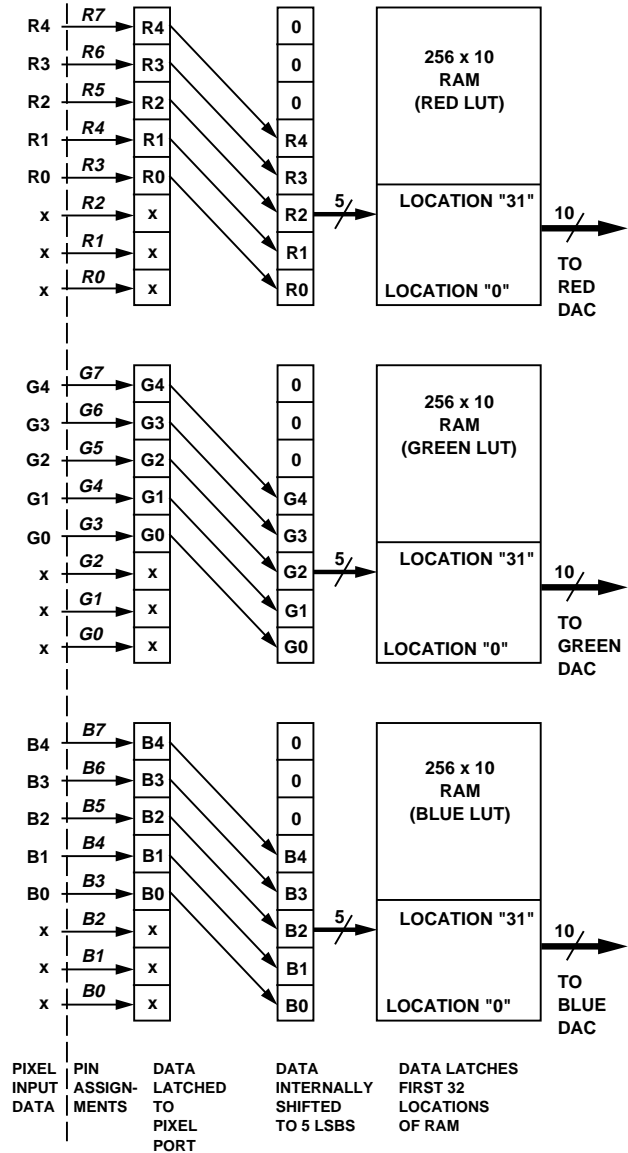 R4 R7 R4 0
R3 R6 R3 0
R2 R5 R2 0
R1 R4 R1 R4
R0 R3 R0 R3
x R2 x R2 5
x R1 x R1
x R0 x R0
256 x 10
RAM
(RED LUT)
LOCATION "31"
LOCATION "0"
10
TO
RED
DAC
G4 G7 G4 0
G3 G6 G3 0
G2 G5 G2 0
G1 G4 G1 G4
G0 G3 G0 G3
x G2 x G2 5
x G1 x G1
x G0 x G0
256 x 10
RAM
(GREEN LUT)
LOCATION "31"
LOCATION "0"
10
TO
GREEN
DAC
B4 B7 B4 0
B3 B6 B3 0
B2 B5 B2 0
B1 B4 B1 B4
B0 B3 B0 B3
x B2 x B2 5
x B1 x B1
x B0 x B0
256 x 10
RAM
(BLUE LUT)
LOCATION "31"
LOCATION "0"
10
TO
BLUE
DAC
PIXEL
INPUT
DATA
PIN
ASSIGN-
MENTS
DATA
LATCHED
TO
PIXEL
PORT
DATA
INTERNALLY
SHIFTED
TO 5 LSBS
DATA LATCHES
FIRST 32
LOCATIONS
OF RAM